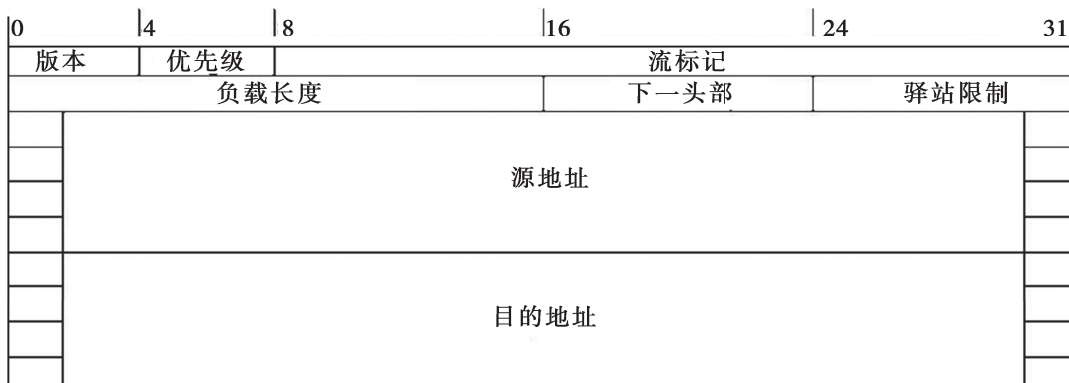 0 4 8 16 24 31
版本 优先级 流标记
负载长度 下一头部 驿站限制
源地址
目的地址